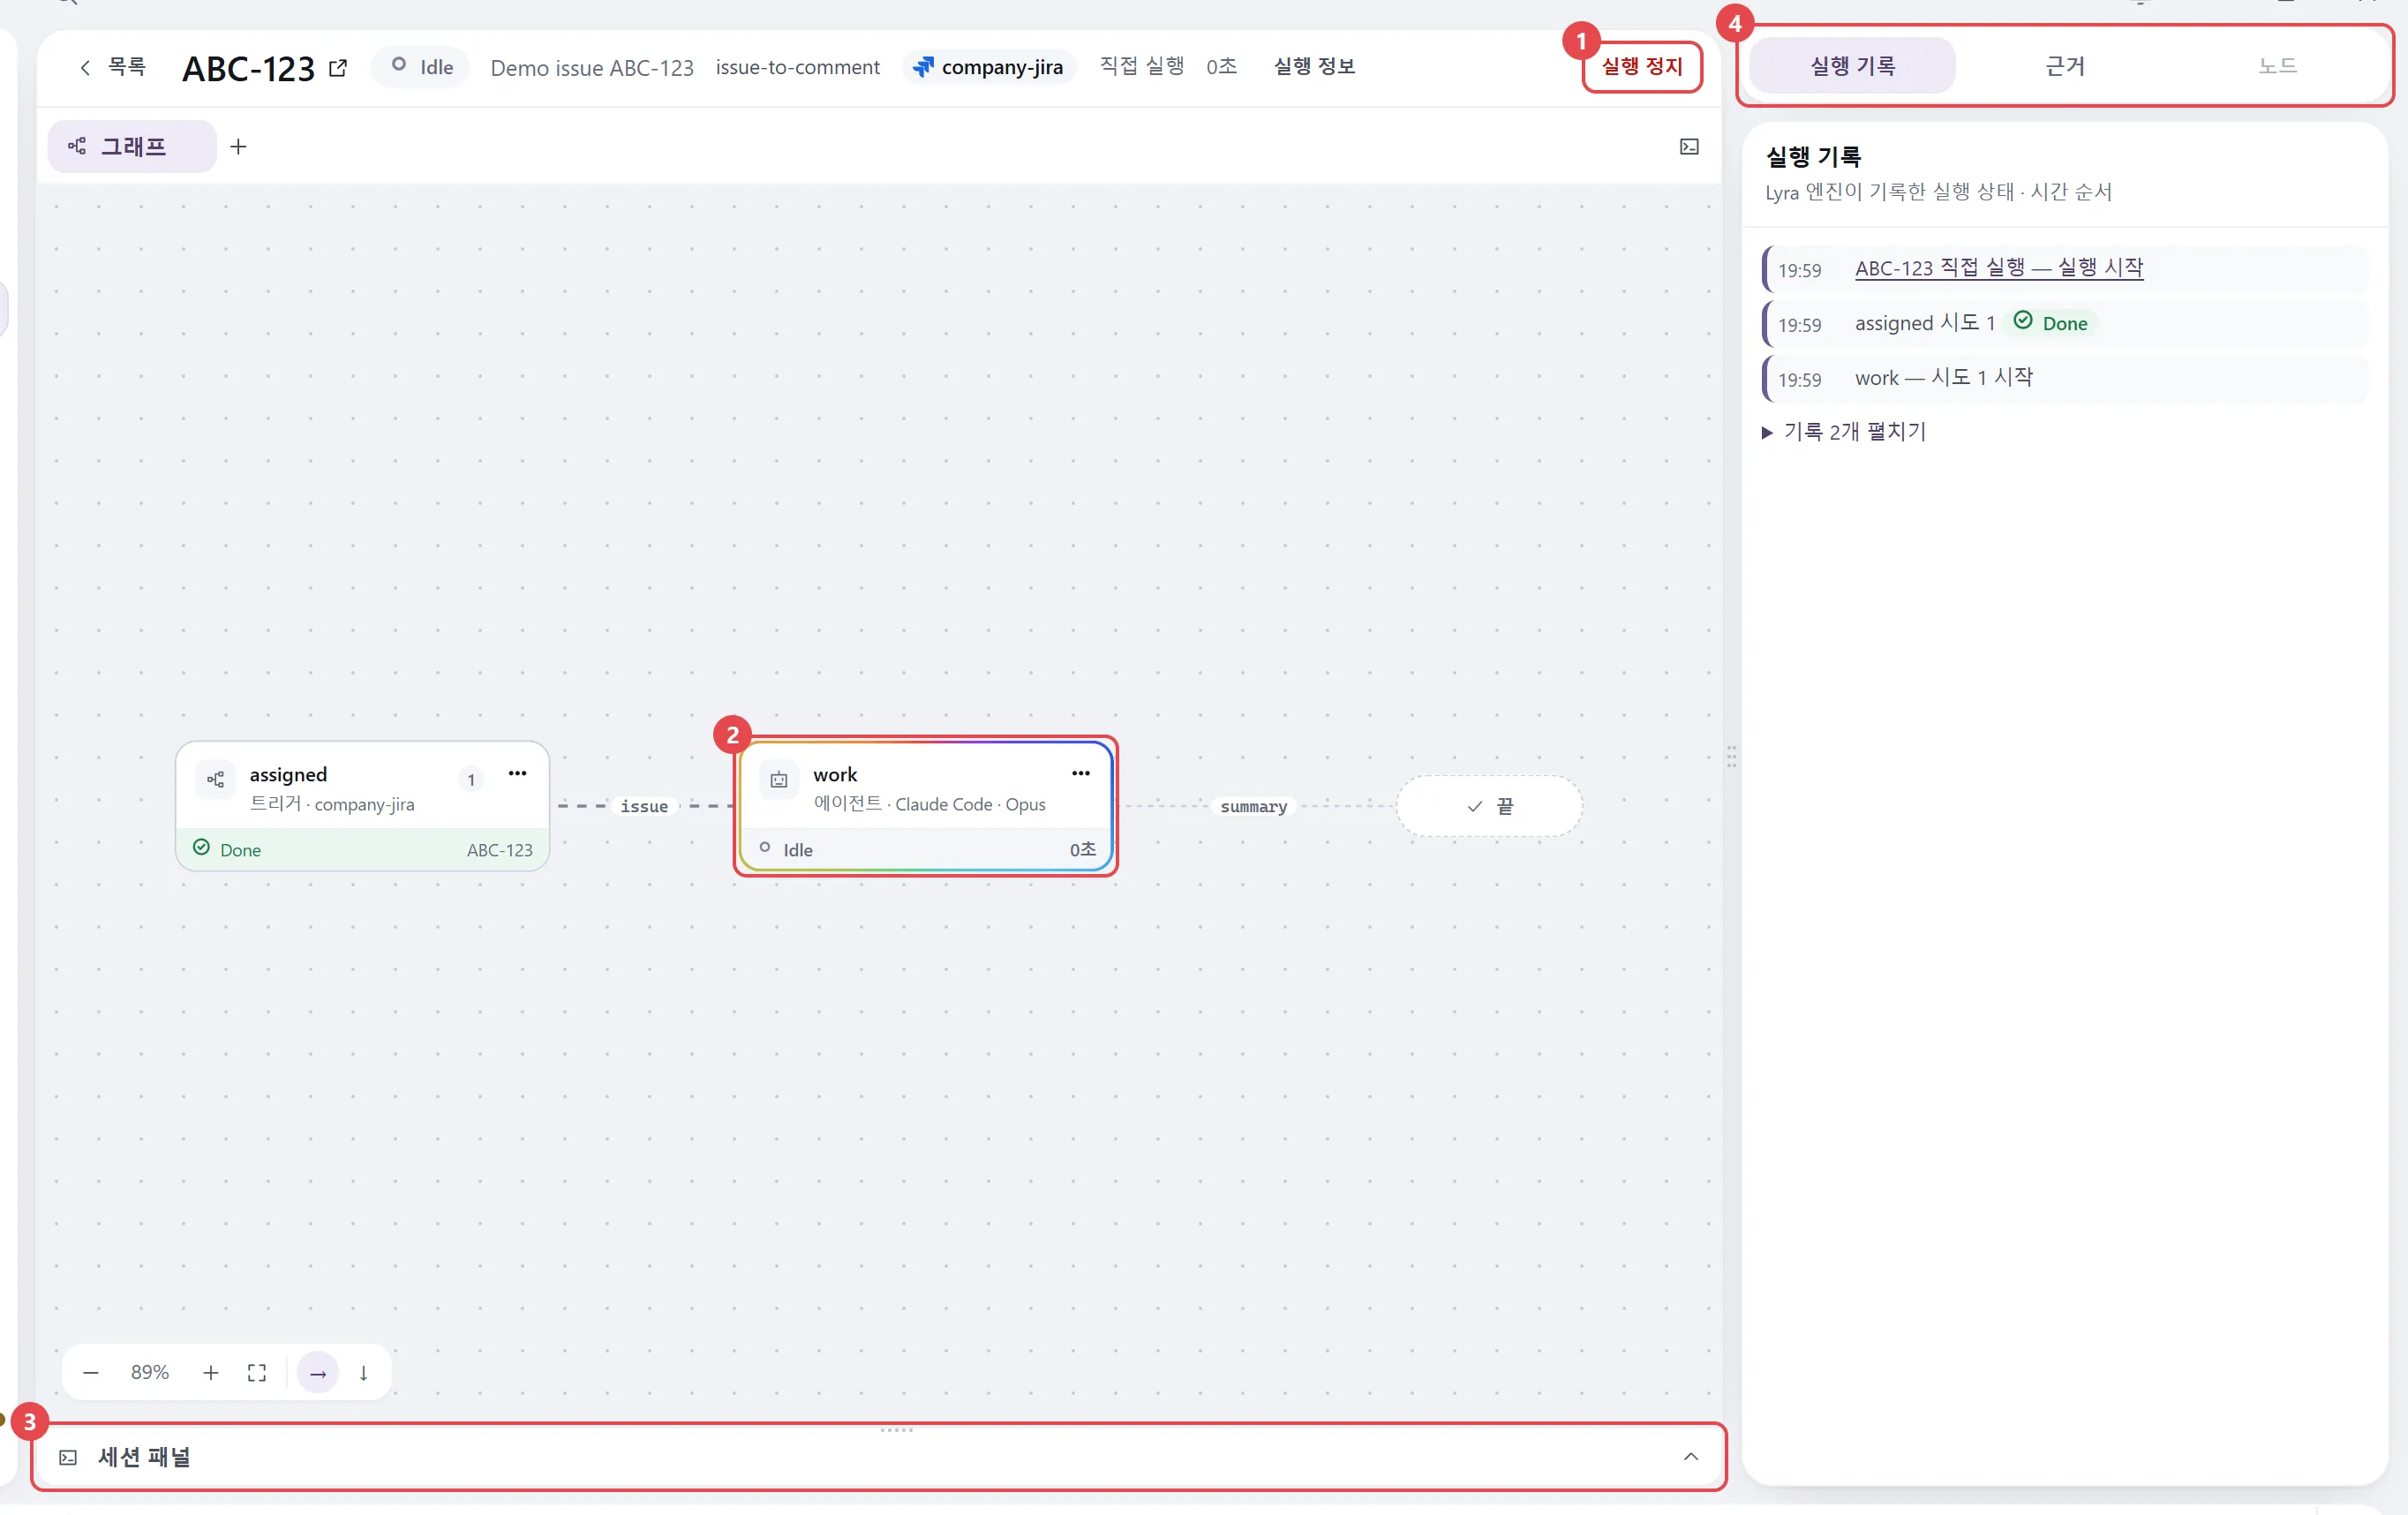 목록 ABC-123 Idle Demo issue ABC-123 issue-to-comment company-jira 직접 실행 0초 실행 정보 1 실행 정지
그래프
2
assigned 1
트리거 · company-jira
Done ABC-123
issue
work
에이전트 · Claude Code · Opus
Idle 0초
summary
끝
89%
3
세션 패널
4
실행 기록 근거 노드
실행 기록
Lyra 엔진이 기록한 실행 상태 · 시간 순서
19:59 ABC-123 직접 실행 — 실행 시작
19:59 assigned 시도 1 Done
19:59 work — 시도 1 시작
기록 2개 펼치기